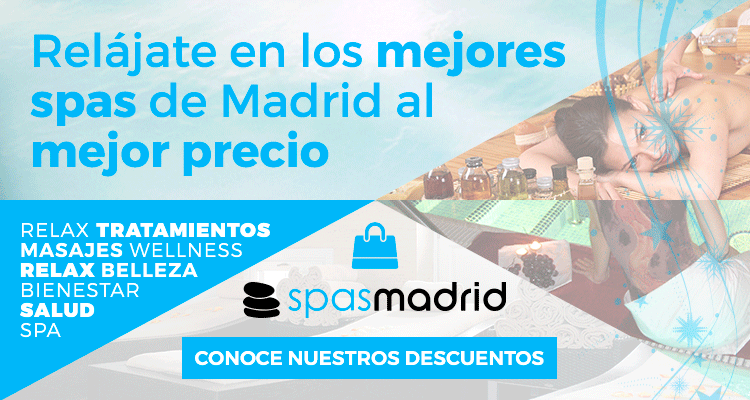 Relájate en los mejores
spas de Madrid al
mejor precio
RELAX TRATAMIENTOS
MASAJES WELLNESS
RELAX BELLEZA
BIENESTAR
SALUD
SPA
spasmadrid
CONOCE NUESTROS DESCUENTOS